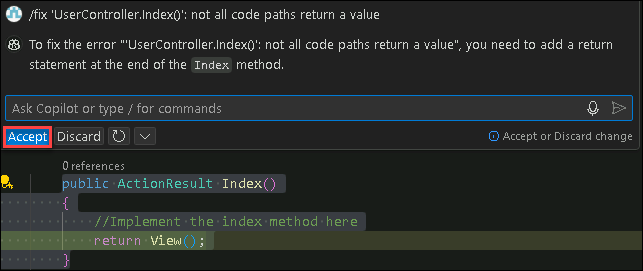 /fix 'UserController.Index()': not all code paths return a value
To fix the error "'UserController.Index()': not all code paths return a value", you need to add a return
statement at the end of the Index method.
Ask Copilot or type / for commands
Accept Discard Accept or Discard change
0 references
public ActionResult Index()
{
//Implement the index method here
return View();
}